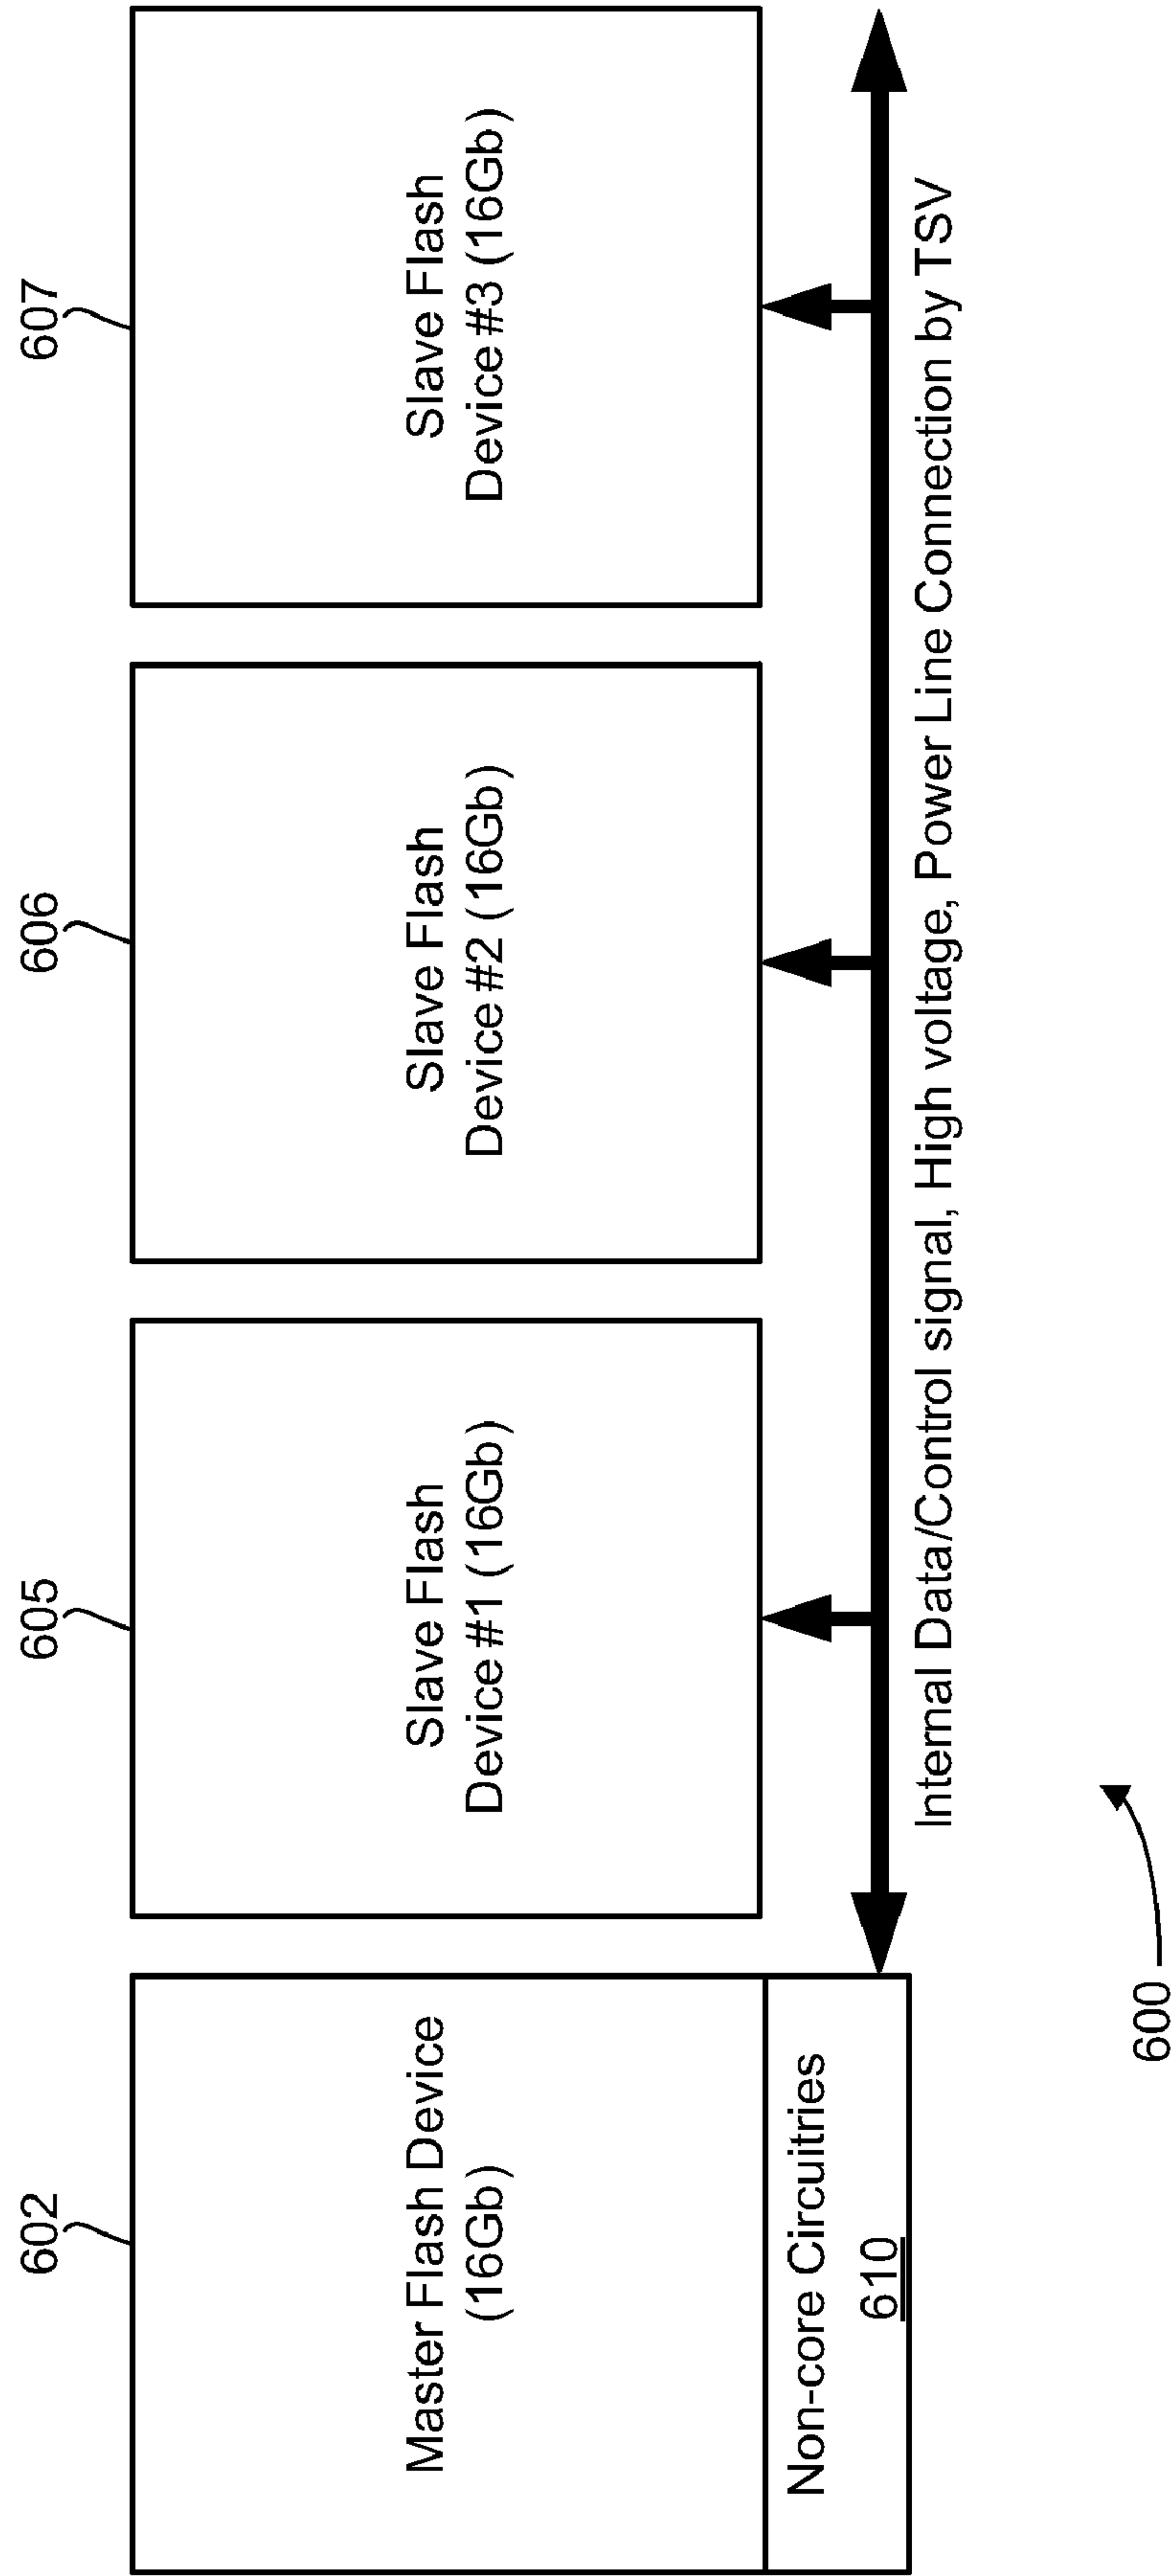 602
605
606
607
Master Flash Device
(16Gb)
Slave Flash
Device #1 (16Gb)
Slave Flash
Device #2 (16Gb)
Slave Flash
Device #3 (16Gb)
Non-core Circuitries
610
Internal Data/Control signal, High voltage, Power Line Connection by TSV
600